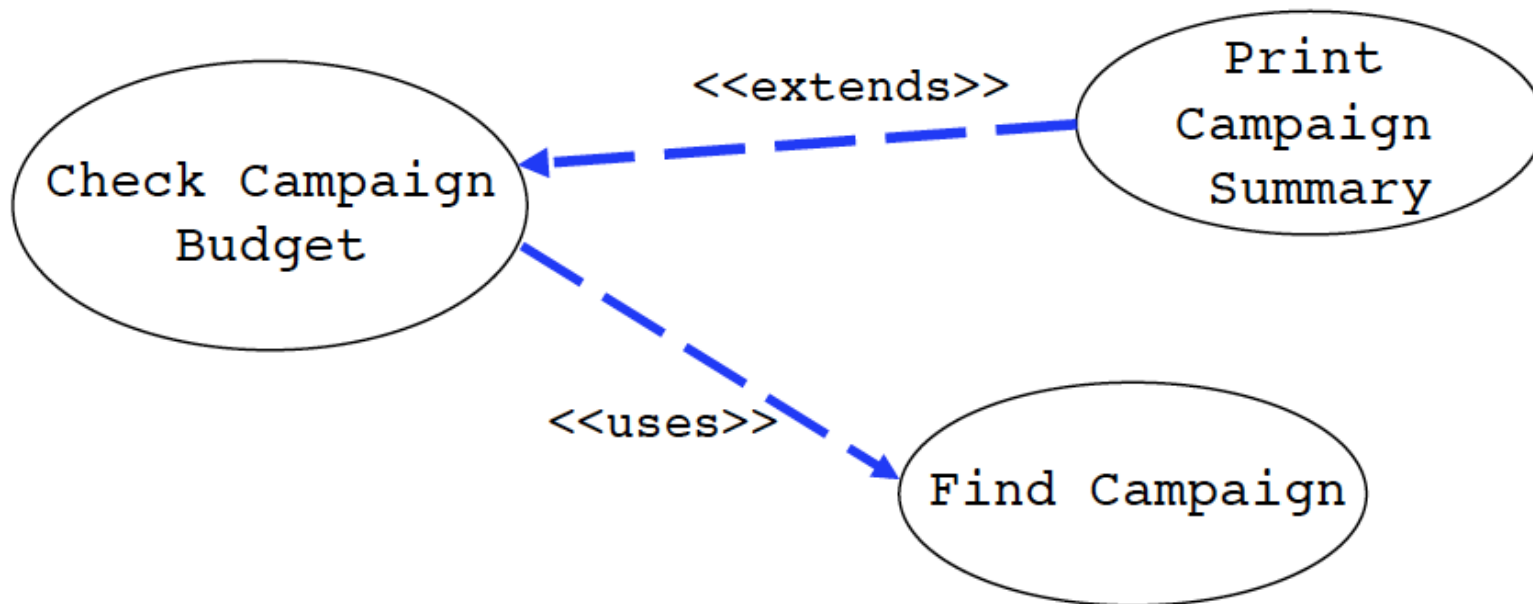 Print
Campaign
Summary
<<extends>>
Check Campaign
Budget
<<uses>>
Find Campaign